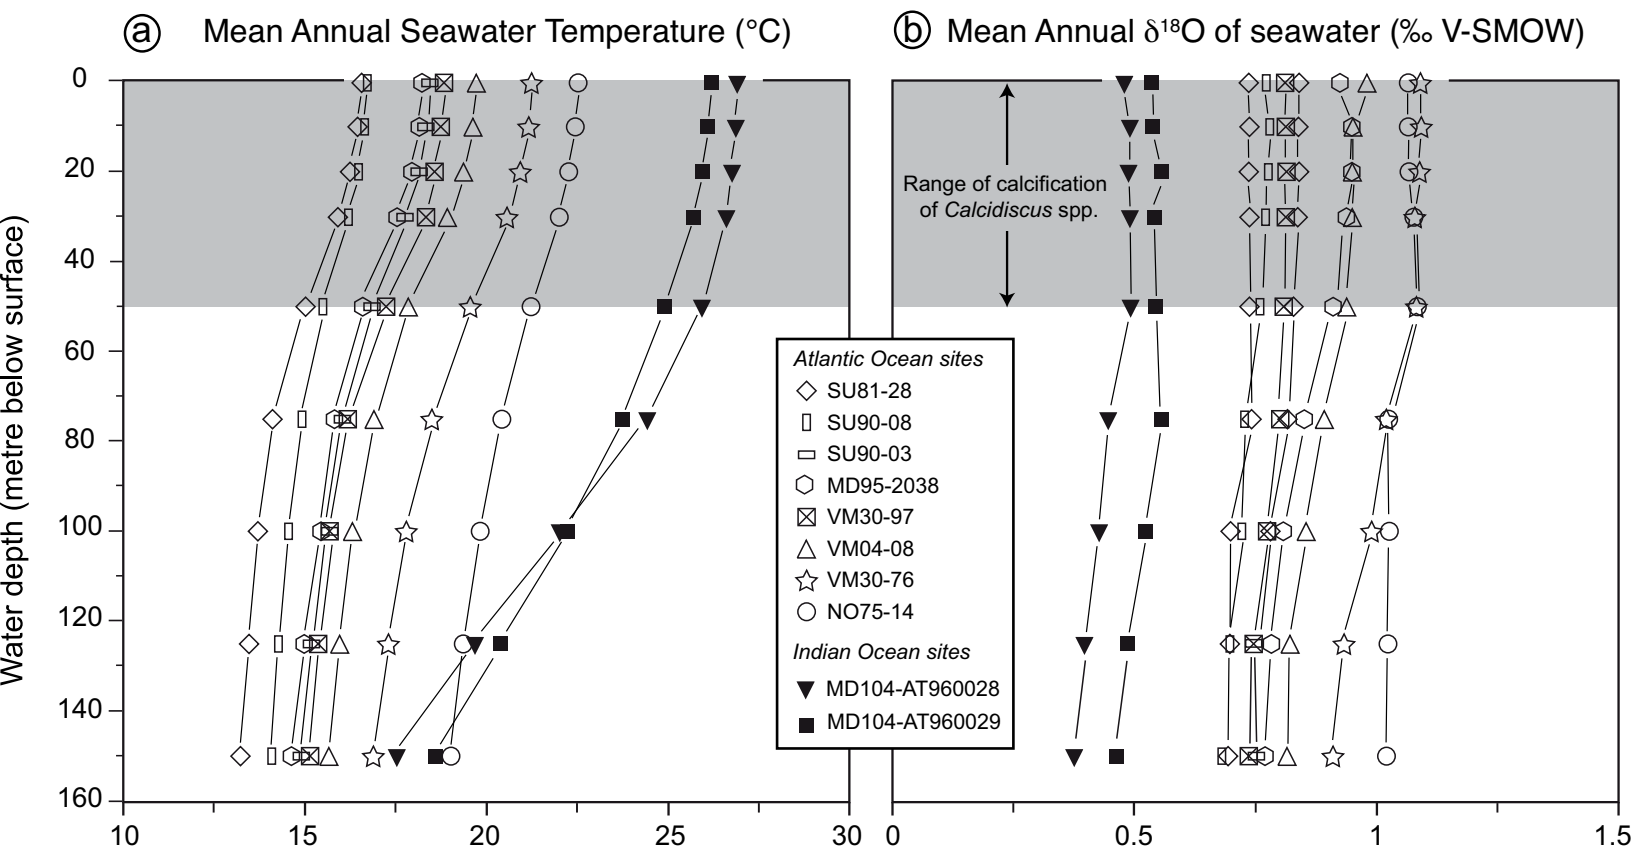 a Mean Annual Seawater Temperature (°C)
b Mean Annual δ¹⁸O of seawater (‰ V-SMOW)
Water depth (metre below surface)
0
20
40
60
80
100
120
140
160
10 15 20 25 30
Range of calcification
of Calcidiscus spp.
Atlantic Ocean sites
SU81-28
SU90-08
SU90-03
MD95-2038
VM30-97
VM04-08
VM30-76
NO75-14
Indian Ocean sites
MD104-AT960028
MD104-AT960029
0 0.5 1 1.5